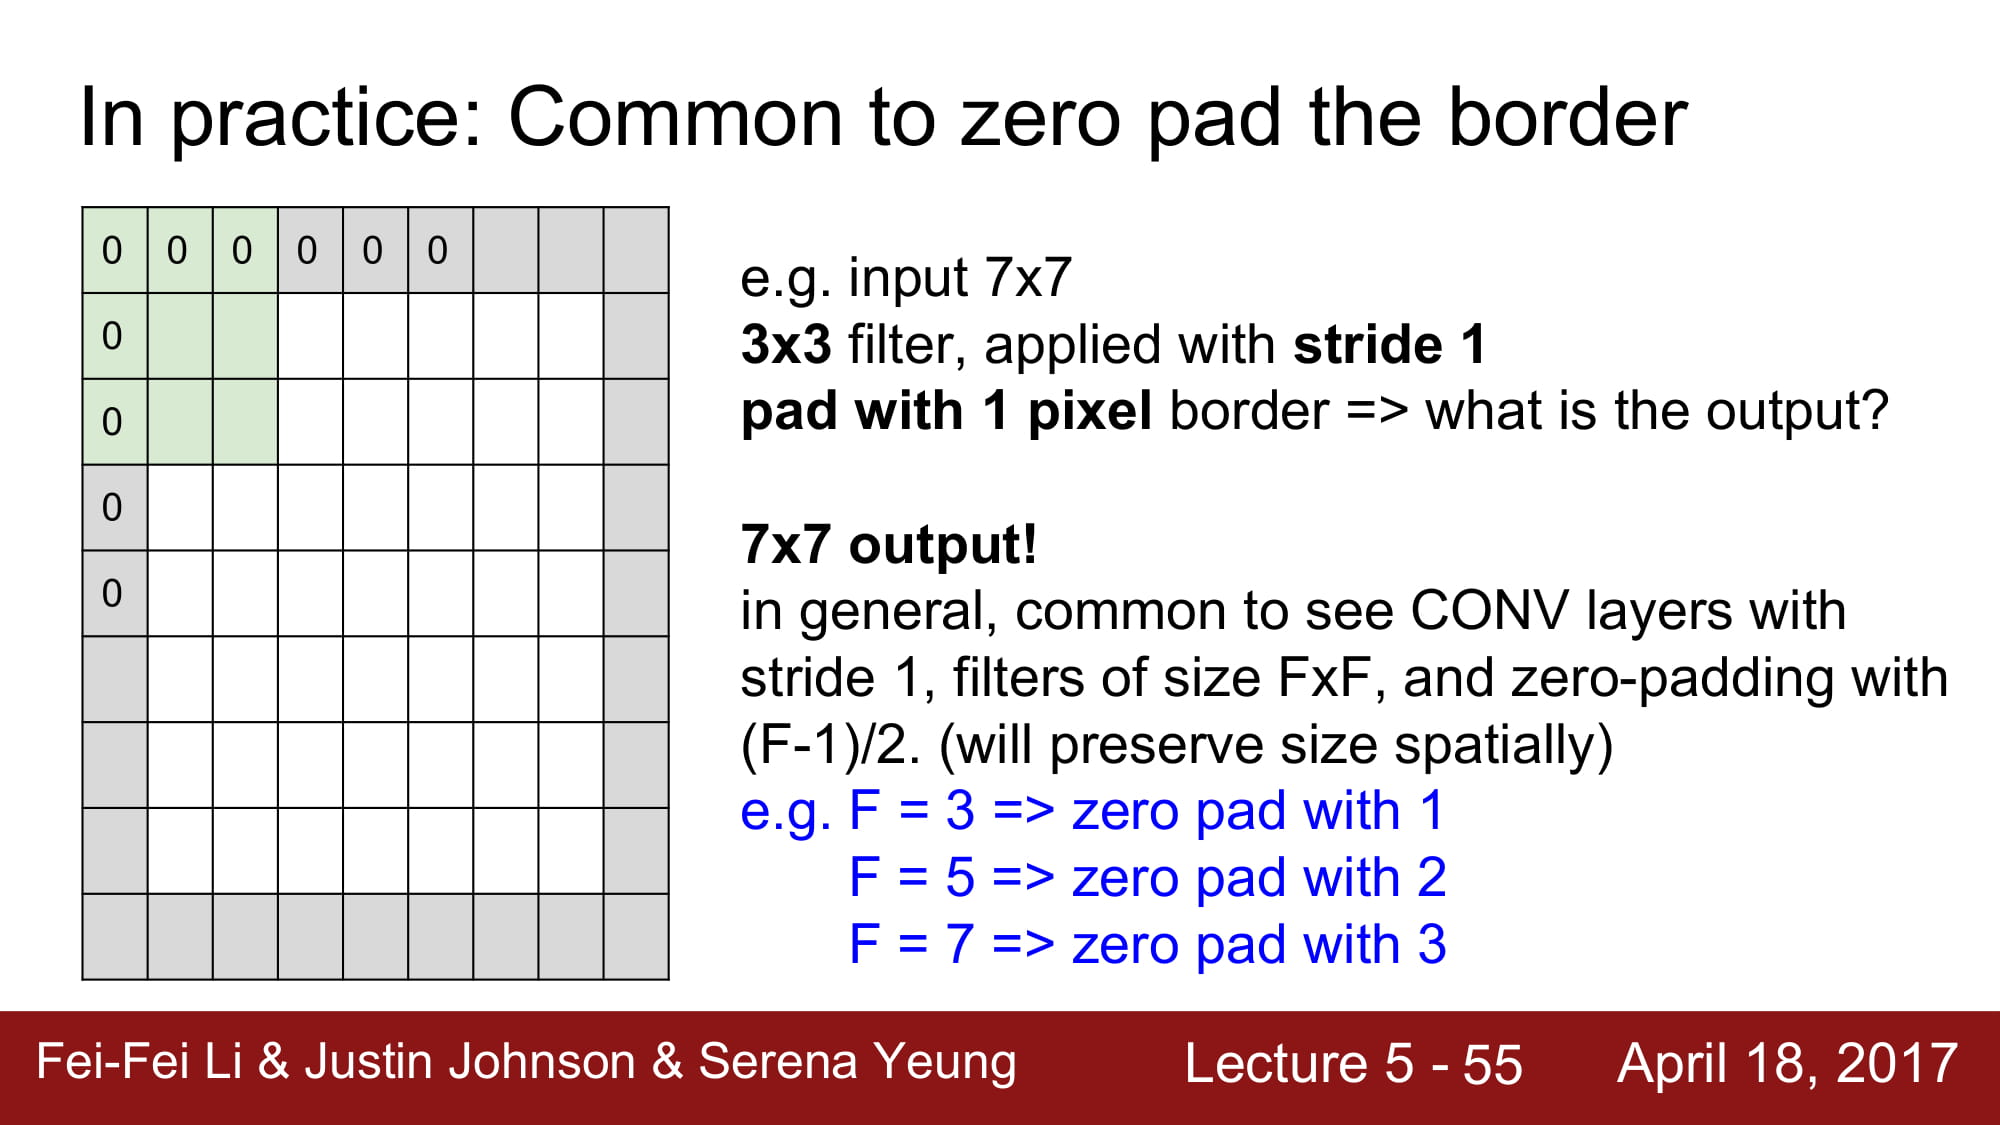 In practice: Common to zero pad the border
0 0 0 0 0 0
0
0
0
0
e.g. input 7x7
3x3 filter, applied with stride 1
pad with 1 pixel border => what is the output?
7x7 output!
in general, common to see CONV layers with
stride 1, filters of size FxF, and zero-padding with
(F-1)/2. (will preserve size spatially)
e.g. F = 3 => zero pad with 1
F = 5 => zero pad with 2
F = 7 => zero pad with 3
Fei-Fei Li & Justin Johnson & Serena Yeung Lecture 5 - 55 April 18, 2017